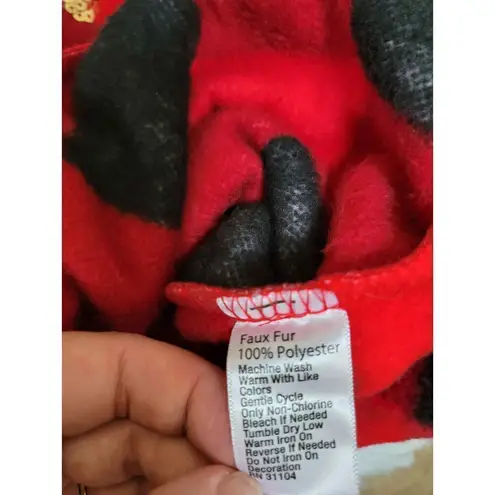 Faux Fur
100% Polyester
Machine Wash
Warm With Like
Colors
Gentle Cycle
Only Non-Chlorine
Bleach If Needed
Tumble Dry Low
Warm Iron On
Reverse If Needed
Do Not Iron On
Decoration
RN 31104